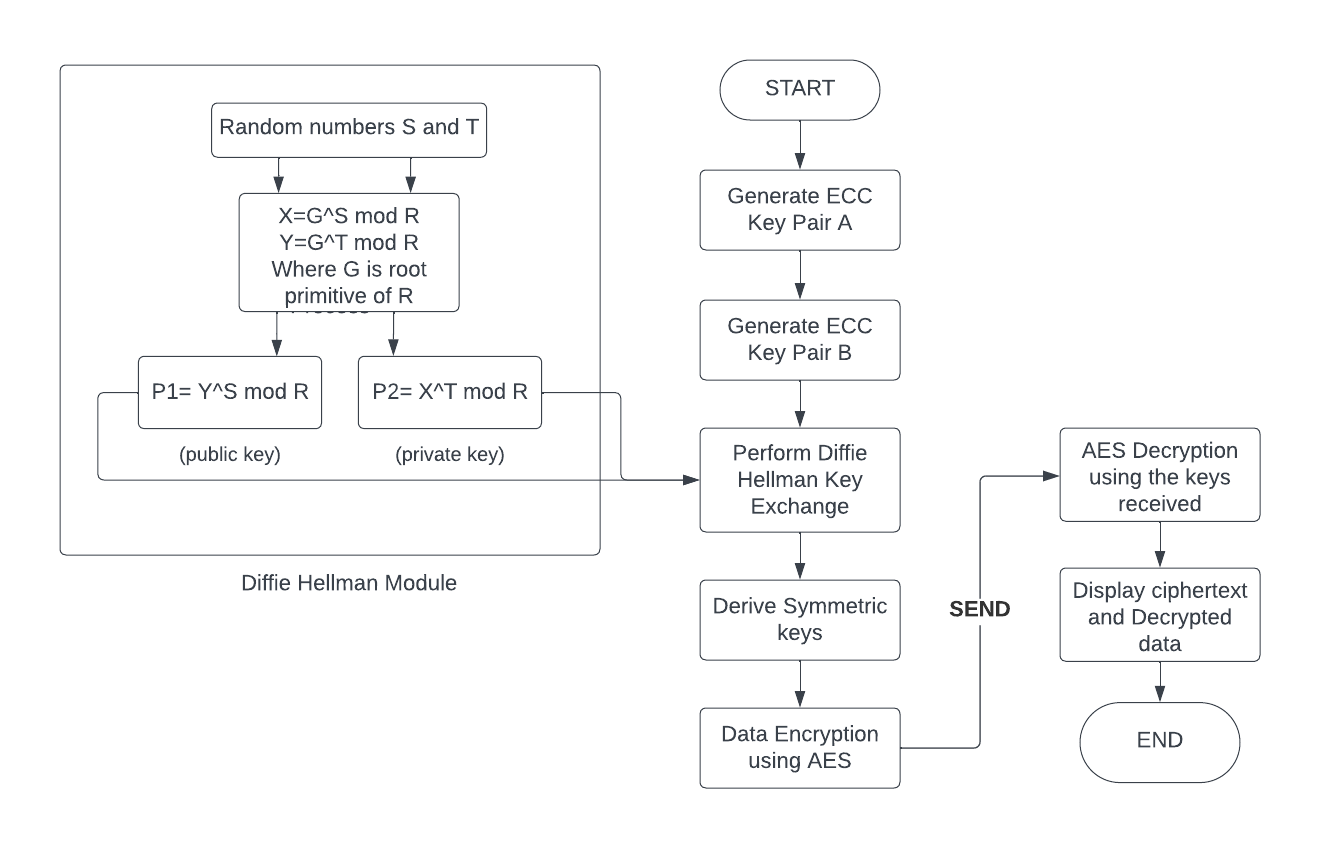 Random numbers S and T
X=G^S mod R
Y=G^T mod R
Where G is root
primitive of R
P1= Y^S mod R
P2= X^T mod R
(public key)
(private key)
Diffie Hellman Module
START
Generate ECC
Key Pair A
Generate ECC
Key Pair B
Perform Diffie
Hellman Key
Exchange
Derive Symmetric
keys
Data Encryption
using AES
SEND
AES Decryption
using the keys
received
Display ciphertext
and Decrypted
data
END